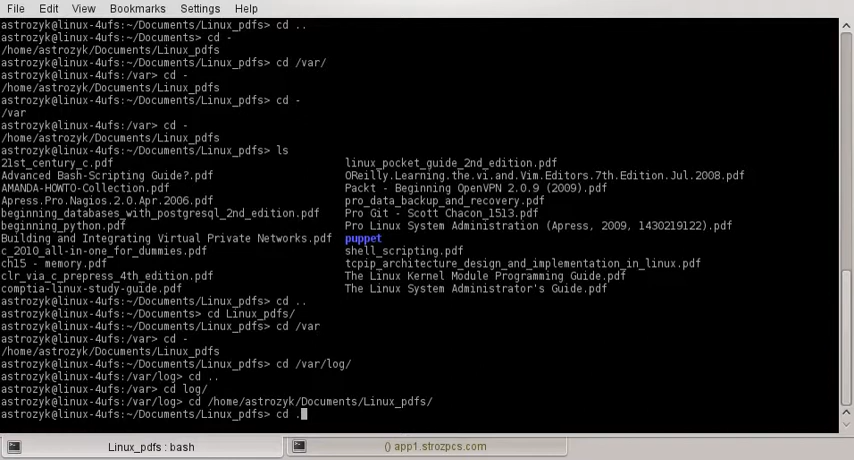 File Edit View Bookmarks Settings Help
astrozyk@linux-4ufs:~/Documents/Linux_pdfs> cd ..
astrozyk@linux-4ufs:~/Documents> cd -
/home/astrozyk/Documents/Linux_pdfs
astrozyk@linux-4ufs:~/Documents/Linux_pdfs> cd /var/
astrozyk@linux-4ufs:/var> cd -
/home/astrozyk/Documents/Linux_pdfs
astrozyk@linux-4ufs:~/Documents/Linux_pdfs> cd -
/var
astrozyk@linux-4ufs:/var> cd -
/home/astrozyk/Documents/Linux_pdfs
astrozyk@linux-4ufs:~/Documents/Linux_pdfs> ls
21st_century_c.pdf linux_pocket_guide_2nd_edition.pdf
Advanced Bash-Scripting Guide?.pdf OReilly.Learning.the.vi.and.Vim.Editors.7th.Edition.Jul.2008.pdf
AMANDA-HOWTO-Collection.pdf Packt - Beginning OpenVPN 2.0.9 (2009).pdf
Apress.Pro.Nagios.2.0.Apr.2006.pdf pro_data_backup_and_recovery.pdf
beginning_databases_with_postgresql_2nd_edition.pdf Pro Git - Scott Chacon_1513.pdf
beginning_python.pdf Pro Linux System Administration (Apress, 2009, 1430219122).pdf
Building and Integrating Virtual Private Networks.pdf puppet
c_2010_all-in-one_for_dummies.pdf shell_scripting.pdf
ch15 - memory.pdf tcpip_architecture_design_and_implementation_in_linux.pdf
clr_via_c_prepress_4th_edition.pdf The Linux Kernel Module Programming Guide.pdf
comptia-linux-study-guide.pdf The Linux System Administrator's Guide.pdf
astrozyk@linux-4ufs:~/Documents/Linux_pdfs> cd ..
astrozyk@linux-4ufs:~/Documents> cd Linux_pdfs/
astrozyk@linux-4ufs:~/Documents/Linux_pdfs> cd /var
astrozyk@linux-4ufs:/var> cd -
/home/astrozyk/Documents/Linux_pdfs
astrozyk@linux-4ufs:~/Documents/Linux_pdfs> cd /var/log/
astrozyk@linux-4ufs:/var/log> cd ..
astrozyk@linux-4ufs:/var> cd log/
astrozyk@linux-4ufs:/var/log> cd /home/astrozyk/Documents/Linux_pdfs/
astrozyk@linux-4ufs:~/Documents/Linux_pdfs> cd .
Linux_pdfs : bash () app1.strozpcs.com